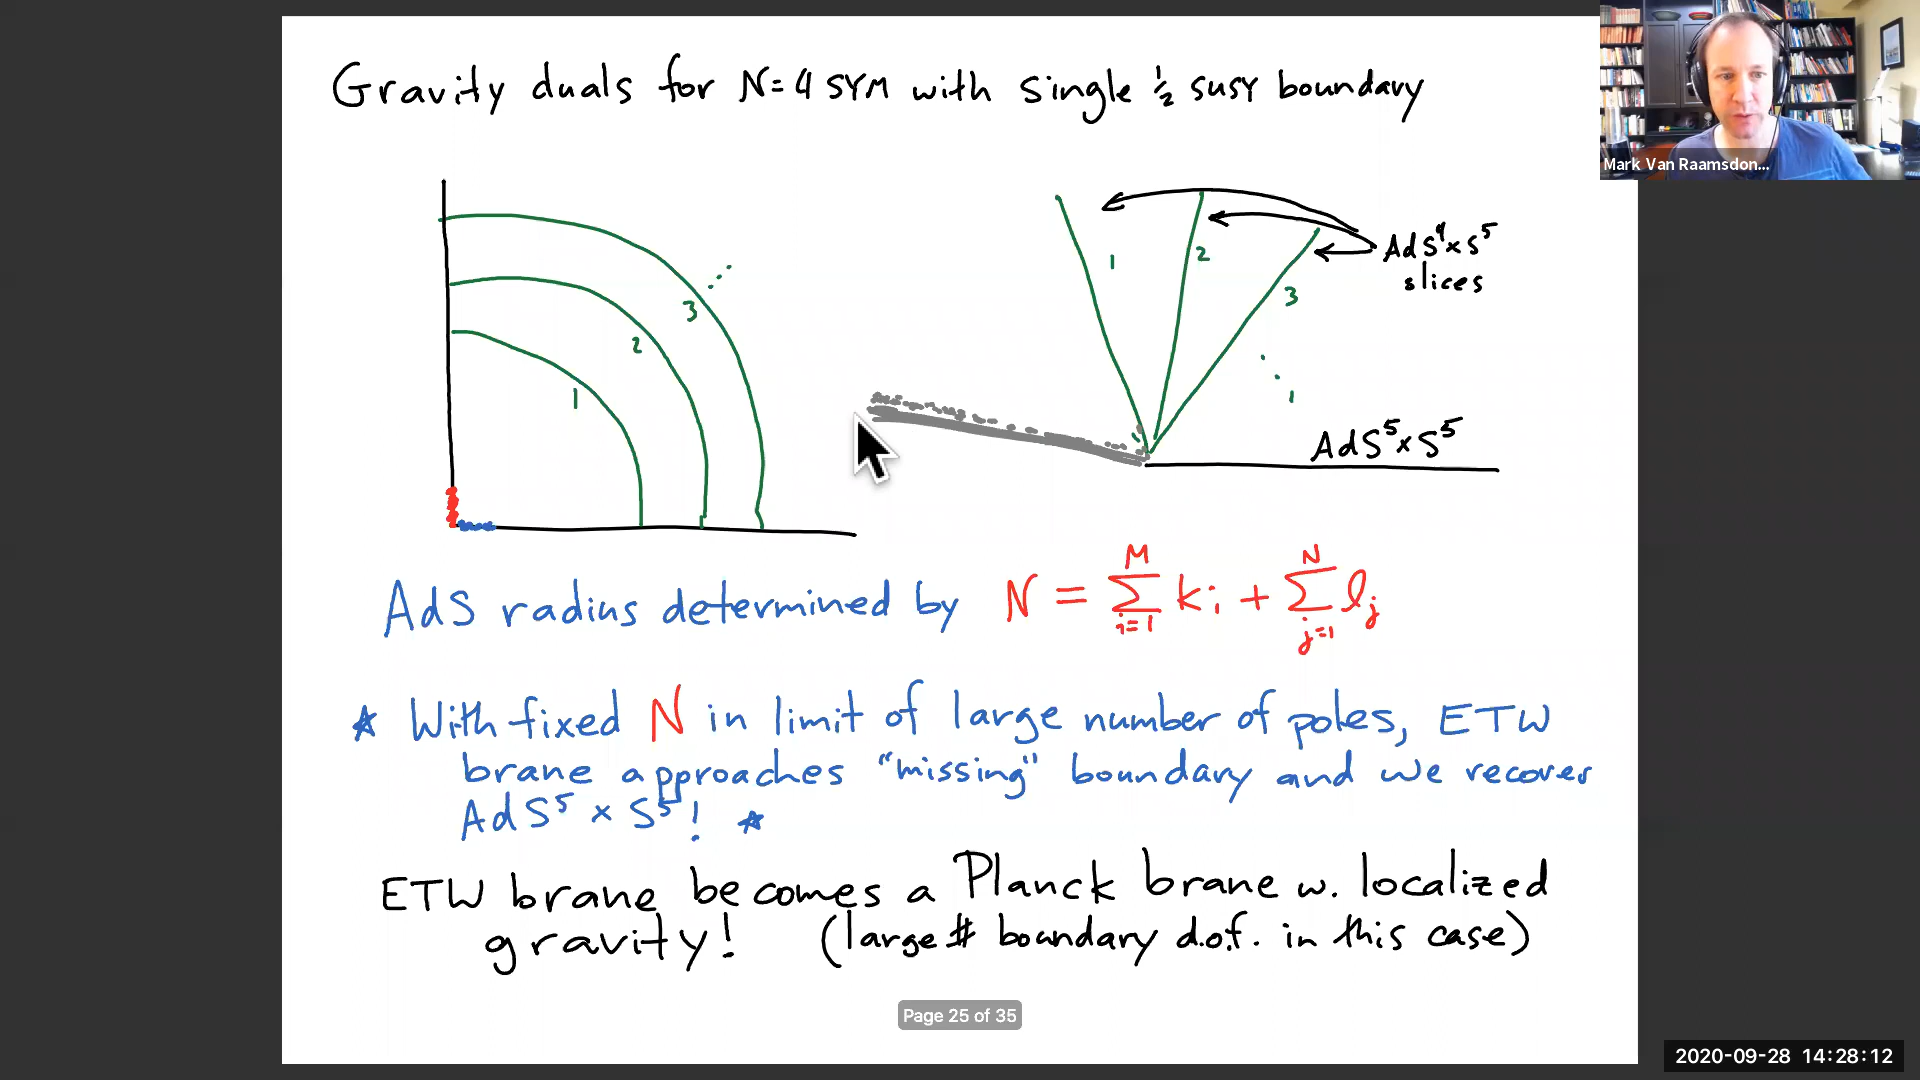 Gravity duals for N=4 SYM with single ½ SUSY boundary
Mark Van Raamsdon...
1
2
3
1
2
3
AdS⁴×S⁵
slices
AdS⁵×S⁵
AdS radius determined by N = ∑_{i=1}^{M} k_i + ∑_{j=1}^{N} l_j
* With fixed N in limit of large number of poles, ETW
brane approaches "missing" boundary and we recover
AdS⁵ × S⁵! *
ETW brane becomes a Planck brane w. localized
gravity! (large # boundary d.o.f. in this case)
Page 25 of 35
2020-09-28 14:28:12